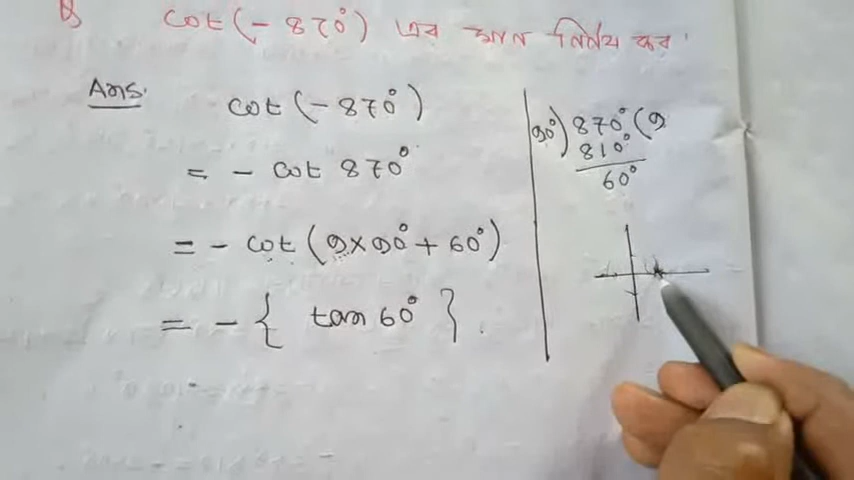 cot(-870°) এর মান নির্ণয় কর
Ans. cot(-870°)
= - cot 870°
= - cot (9×90°+60°)
= - { tan 60° }
90°) 870° (9
810°
60°